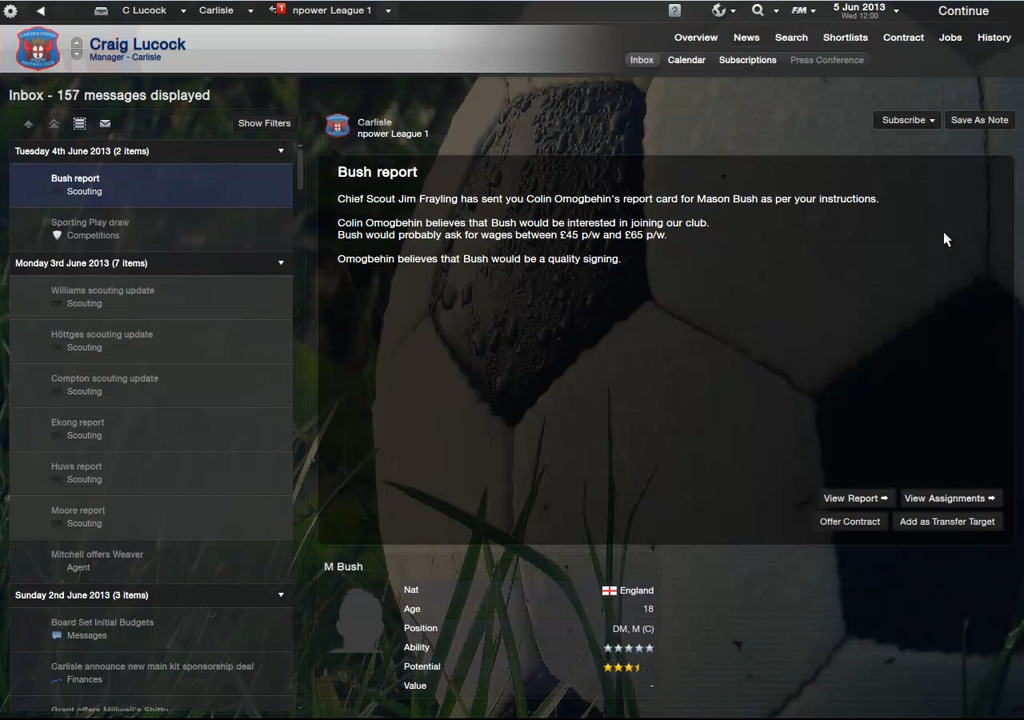 C Lucock
Carlisle
1
npower League 1
?
FM
5 Jun 2013
Wed 12:00
Continue
Craig Lucock
Manager - Carlisle
Overview
News
Search
Shortlists
Contract
Jobs
History
Inbox
Calendar
Subscriptions
Press Conference
Inbox - 157 messages displayed
Show Filters
Tuesday 4th June 2013 (2 items)
Bush report
Scouting
Sporting Play draw
Competitions
Monday 3rd June 2013 (7 items)
Williams scouting update
Scouting
Höttges scouting update
Scouting
Compton scouting update
Scouting
Ekong report
Scouting
Huws report
Scouting
Moore report
Scouting
Mitchell offers Weaver
Agent
Sunday 2nd June 2013 (3 items)
Board Set Initial Budgets
Messages
Carlisle announce new main kit sponsorship deal
Finances
Grant offers Millwall's Shittu
Carlisle
npower League 1
Subscribe
Save As Note
Bush report
Chief Scout Jim Frayling has sent you Colin Omogbehin's report card for Mason Bush as per your instructions.
Colin Omogbehin believes that Bush would be interested in joining our club.
Bush would probably ask for wages between £45 p/w and £65 p/w.
Omogbehin believes that Bush would be a quality signing.
View Report
View Assignments
Offer Contract
Add as Transfer Target
M Bush
Nat
England
Age
18
Position
DM, M (C)
Ability
Potential
Value
-